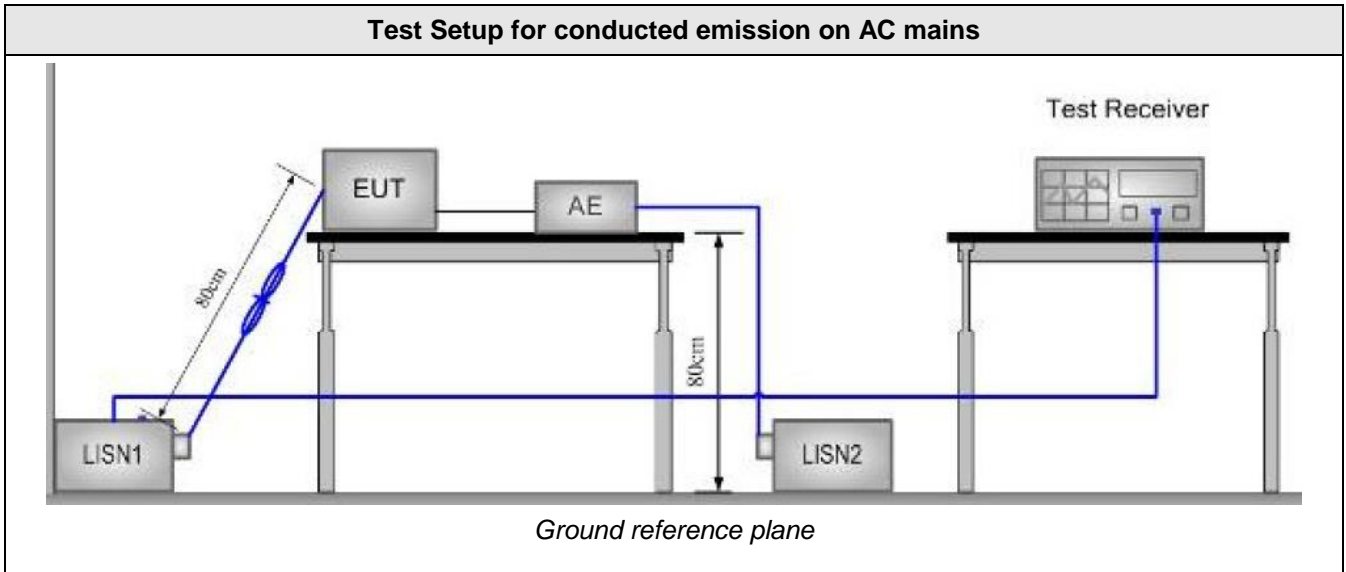 Test Setup for conducted emission on AC mains
Test Receiver
EUT
AE
80cm
80cm
LISN1
LISN2
Ground reference plane